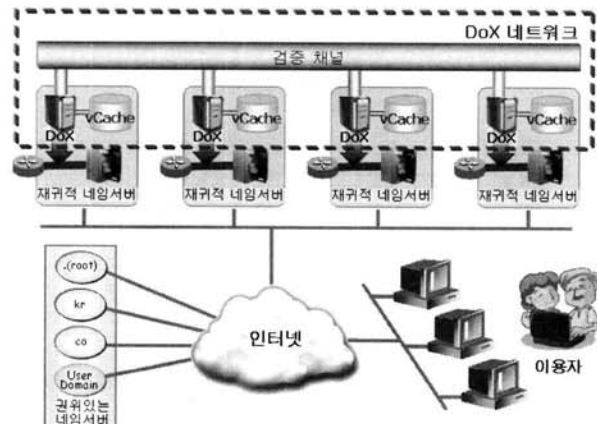 DoX 네트워크
검증 채널
vCache
vCache
vCache
vCache
DoX
DoX
DoX
DoX
재귀적 네임서버
재귀적 네임서버
재귀적 네임서버
재귀적 네임서버
.(root)
kr
co
User
Domain
권위있는
네임서버
인터넷
이용자